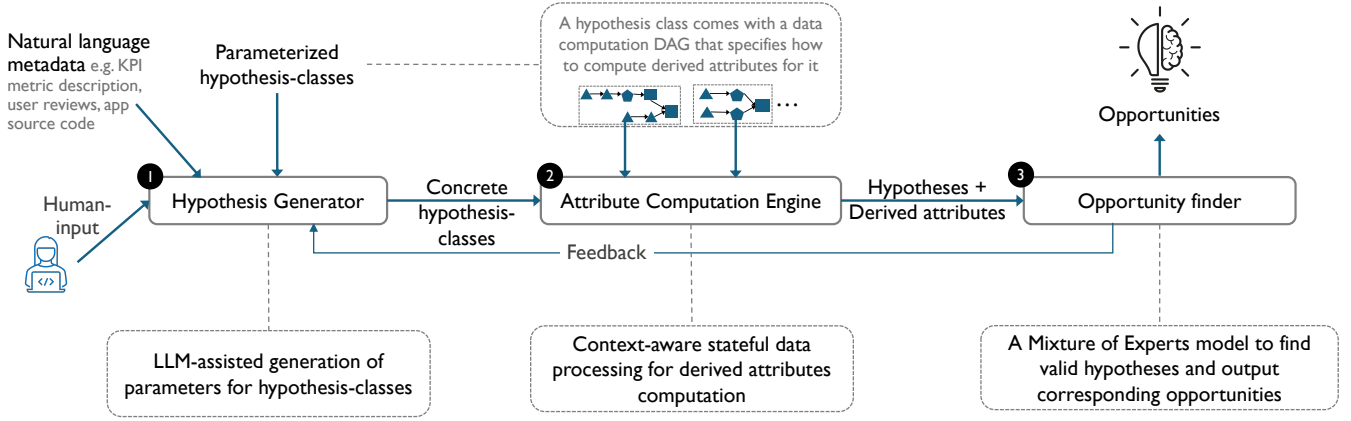 Natural language
metadata e.g. KPI
metric description,
user reviews, app
source code
Parameterized
hypothesis-classes
A hypothesis class comes with a data
computation DAG that specifies how
to compute derived attributes for it
...
Opportunities
Human-
input
</>
1
Hypothesis Generator
Concrete
hypothesis-
classes
2
Attribute Computation Engine
Hypotheses +
Derived attributes
3
Opportunity finder
Feedback
LLM-assisted generation of
parameters for hypothesis-classes
Context-aware stateful data
processing for derived attributes
computation
A Mixture of Experts model to find
valid hypotheses and output
corresponding opportunities